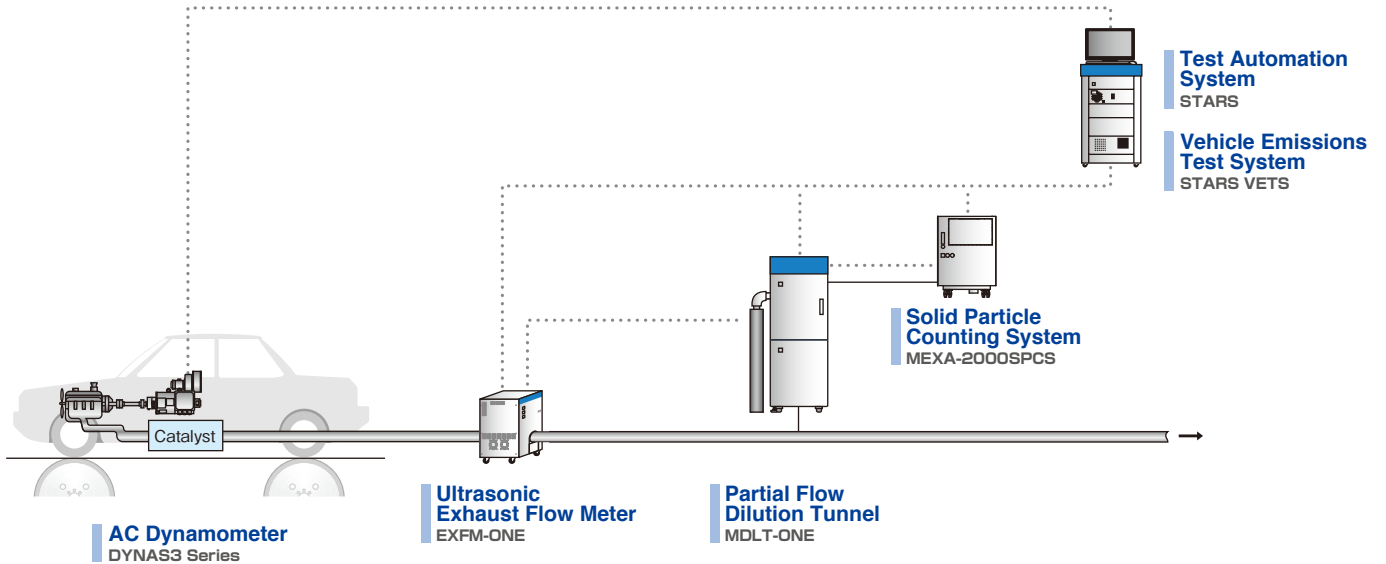 Test Automation
System
STARS
Vehicle Emissions
Test System
STARS VETS
Solid Particle
Counting System
MEXA-2000SPCS
Catalyst
Ultrasonic
Exhaust Flow Meter
EXFM-ONE
Partial Flow
Dilution Tunnel
MDLT-ONE
AC Dynamometer
DYNAS3 Series